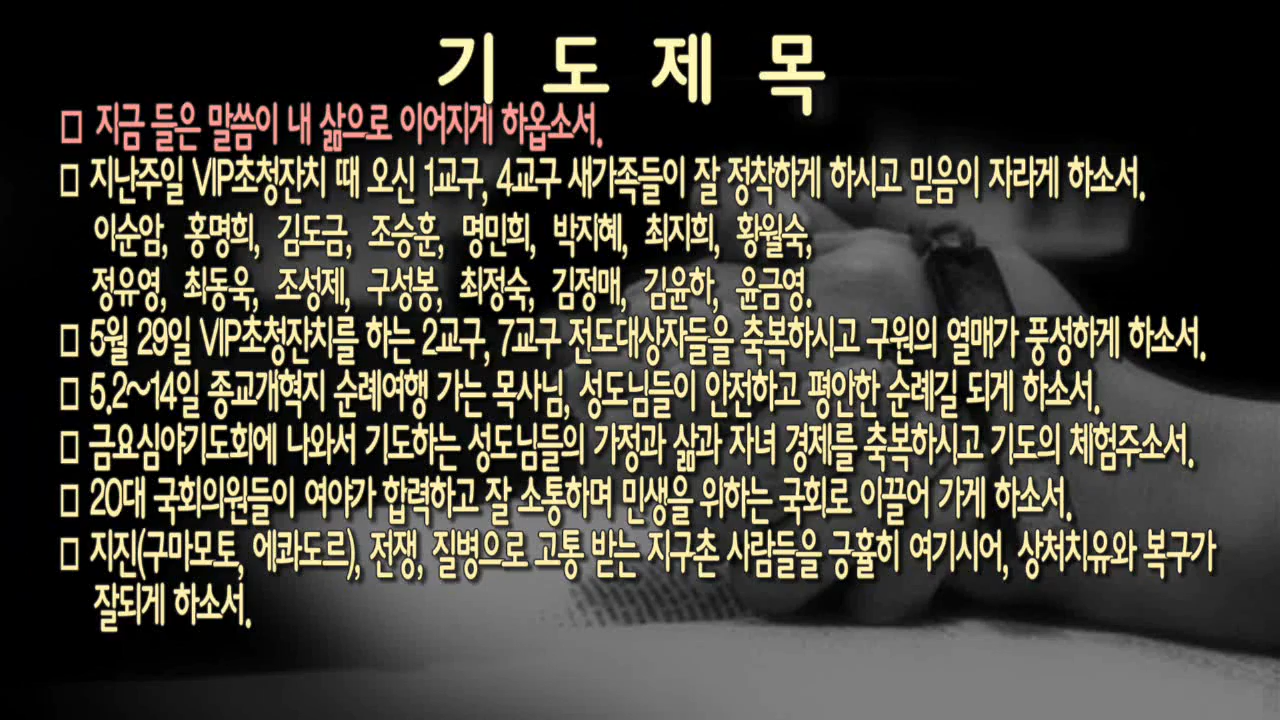 기 도 제 목
□ 지금 들은 말씀이 내 삶으로 이어지게 하옵소서.
□ 지난주일 VIP초청잔치 때 오신 1교구, 4교구 새가족들이 잘 정착하게 하시고 믿음이 자라게 하소서.
이순암, 홍명희, 김도금, 조승훈, 명민희, 박지혜, 최지희, 황월숙,
정유영, 최동욱, 조성제, 구성봉, 최정숙, 김정매, 김윤하, 윤금영.
□ 5월 29일 VIP초청잔치를 하는 2교구, 7교구 전도대상자들을 축복하시고 구원의 열매가 풍성하게 하소서.
□ 5.2~14일 종교개혁지 순례여행 가는 목사님, 성도님들이 안전하고 평안한 순례길 되게 하소서.
□ 금요심야기도회에 나와서 기도하는 성도님들의 가정과 삶과 자녀 경제를 축복하시고 기도의 체험주소서.
□ 20대 국회의원들이 여야가 합력하고 잘 소통하며 민생을 위하는 국회로 이끌어 가게 하소서.
□ 지진(구마모토, 에콰도르), 전쟁, 질병으로 고통 받는 지구촌 사람들을 긍휼히 여기시어, 상처치유와 복구가
잘되게 하소서.